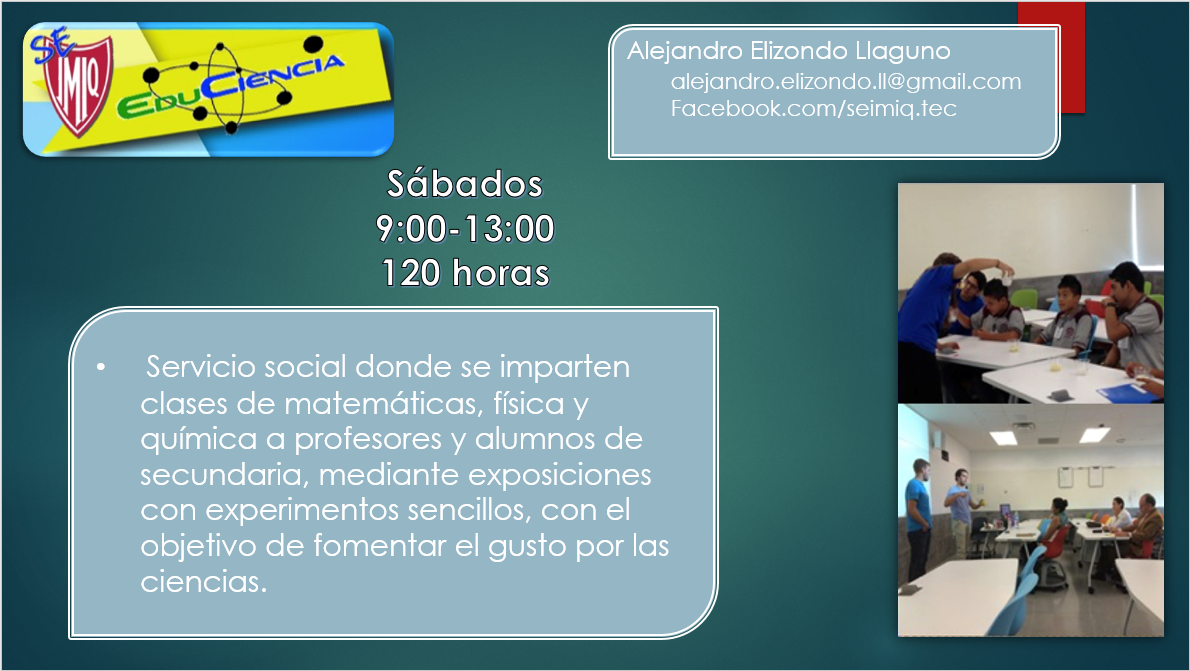 SE
IMIQ
EDUCIENCIA
Alejandro Elizondo Llaguno
alejandro.elizondo.ll@gmail.com
Facebook.com/seimiq.tec
Sábados
9:00-13:00
120 horas
• Servicio social donde se imparten
clases de matemáticas, física y
química a profesores y alumnos de
secundaria, mediante exposiciones
con experimentos sencillos, con el
objetivo de fomentar el gusto por las
ciencias.